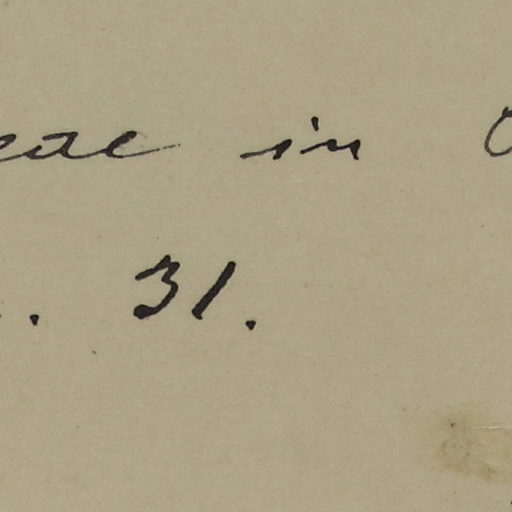 eae in
. 31.